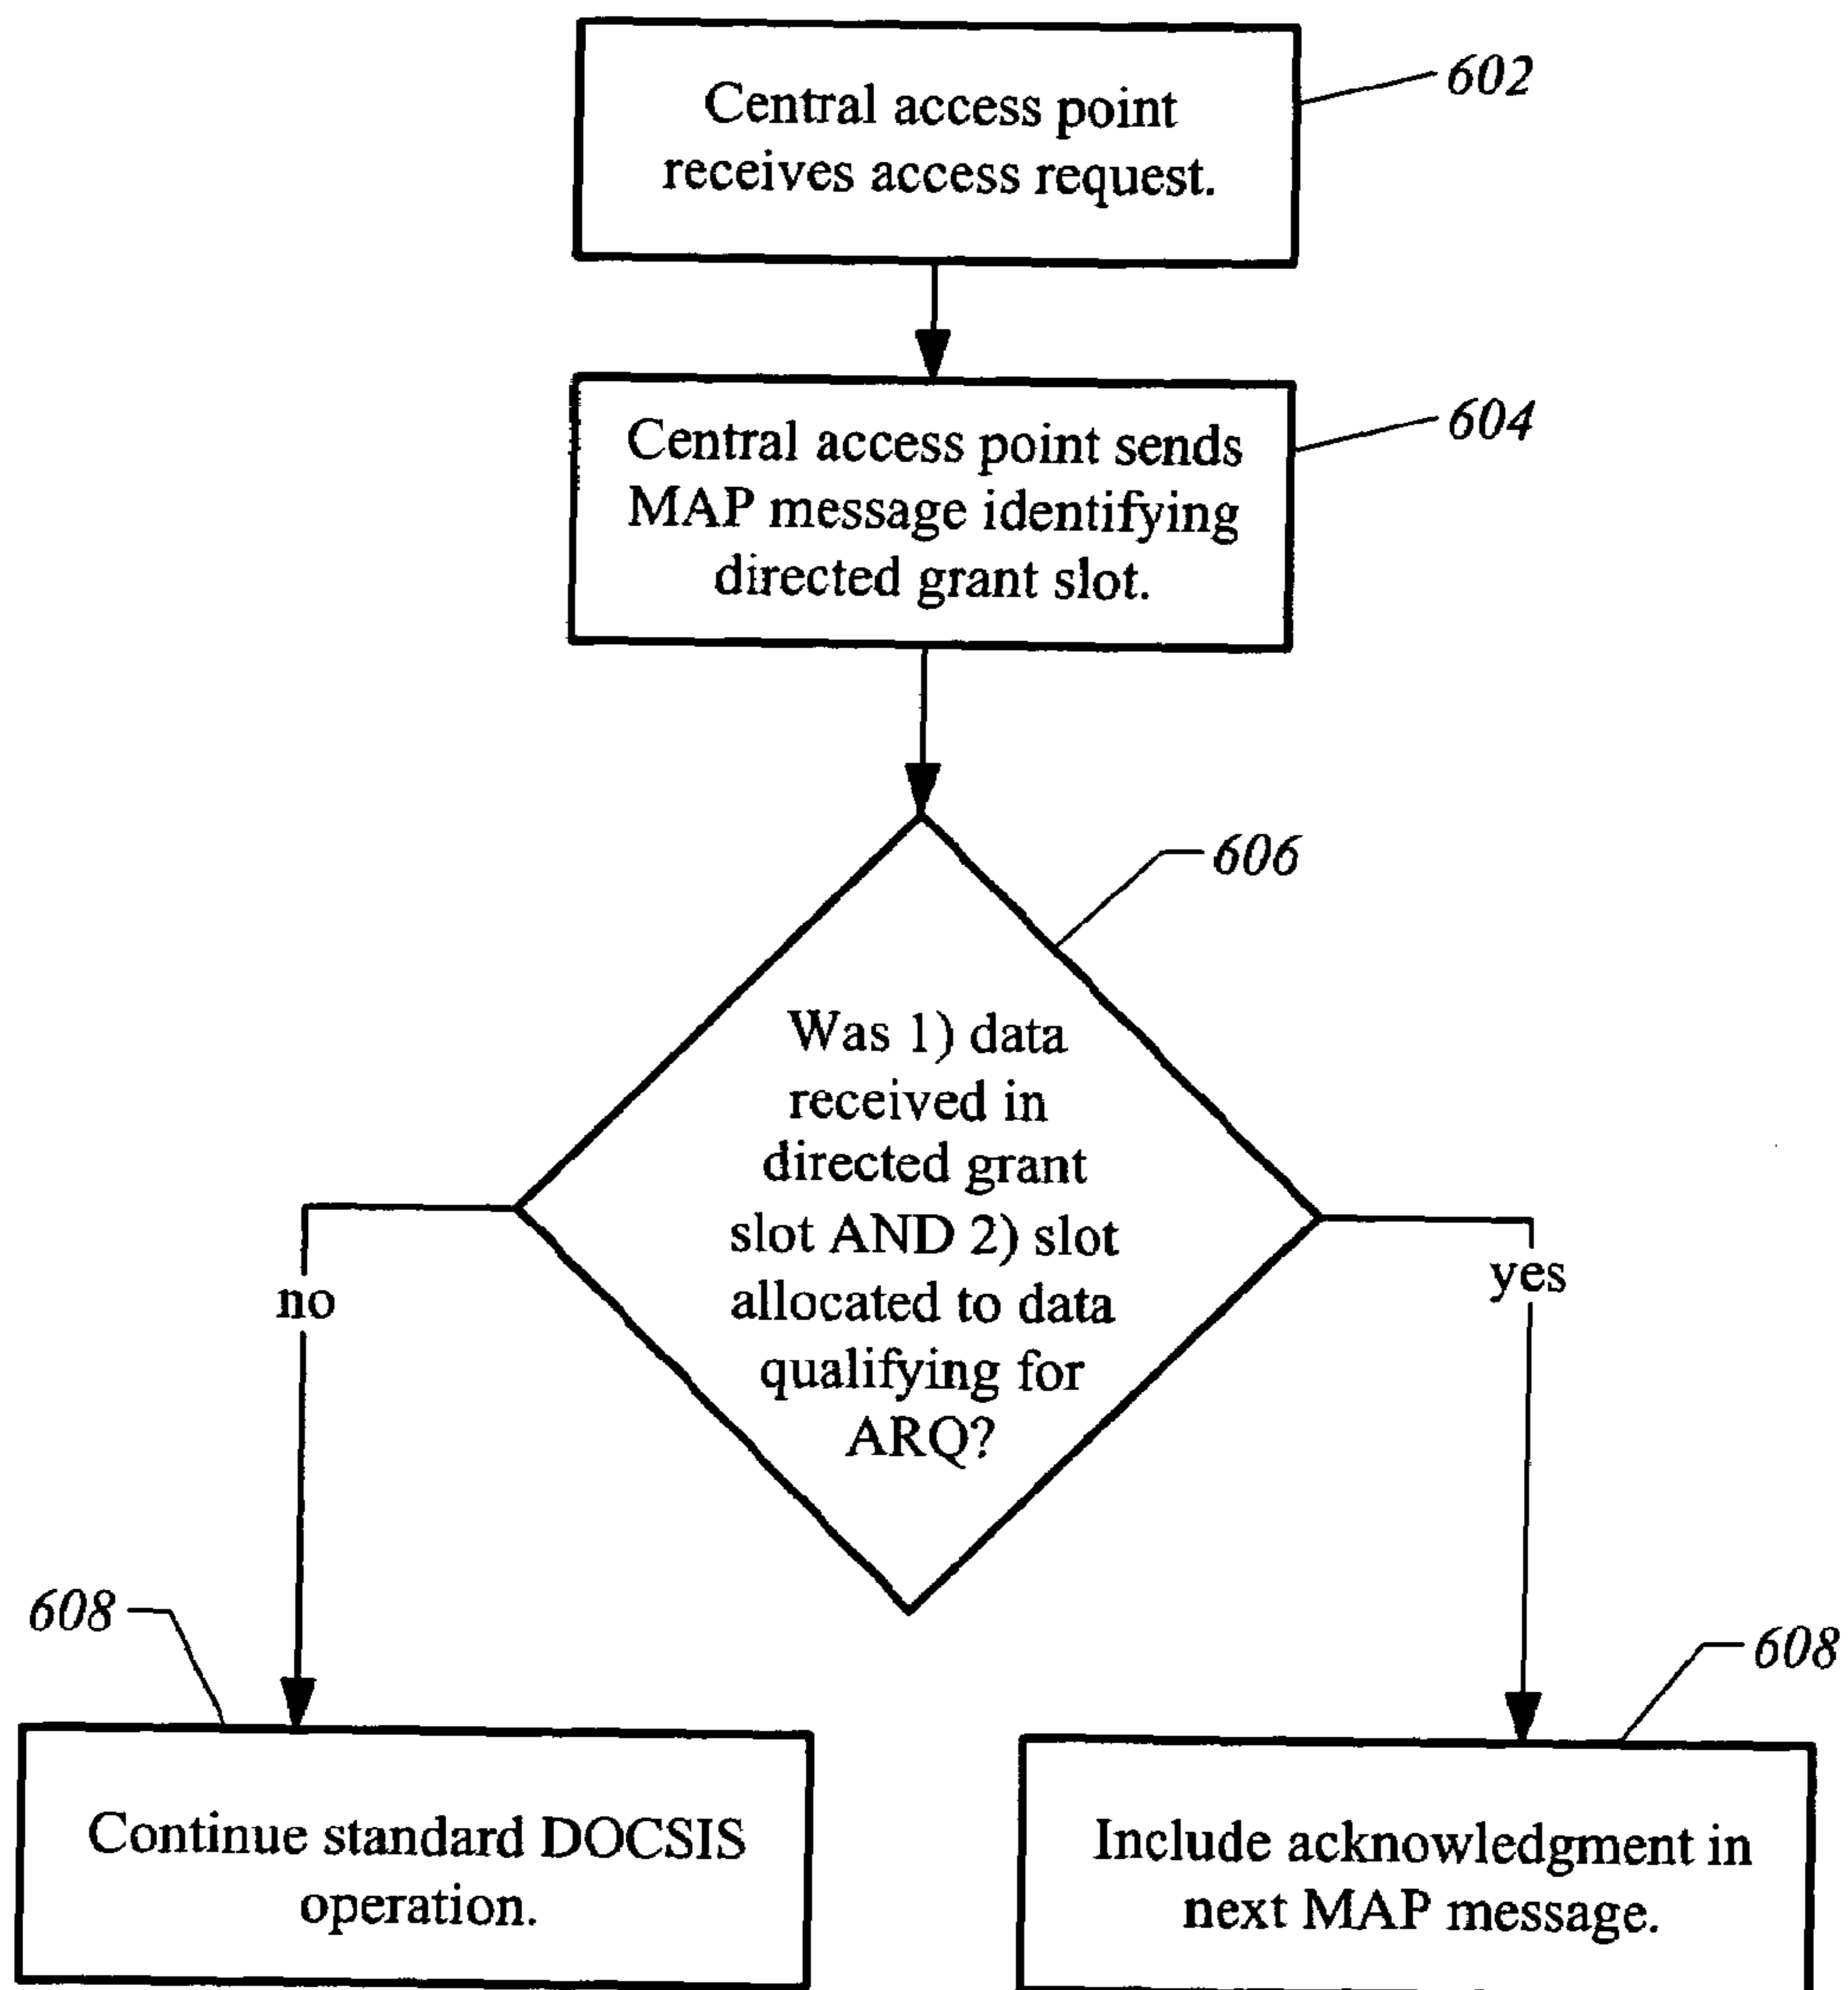 Central access point
receives access request.
602
Central access point sends
MAP message identifying
directed grant slot.
604
606
Was 1) data
received in
directed grant
slot AND 2) slot
allocated to data
qualifying for
ARQ?
no
yes
608
608
Continue standard DOCSIS
operation.
Include acknowledgment in
next MAP message.